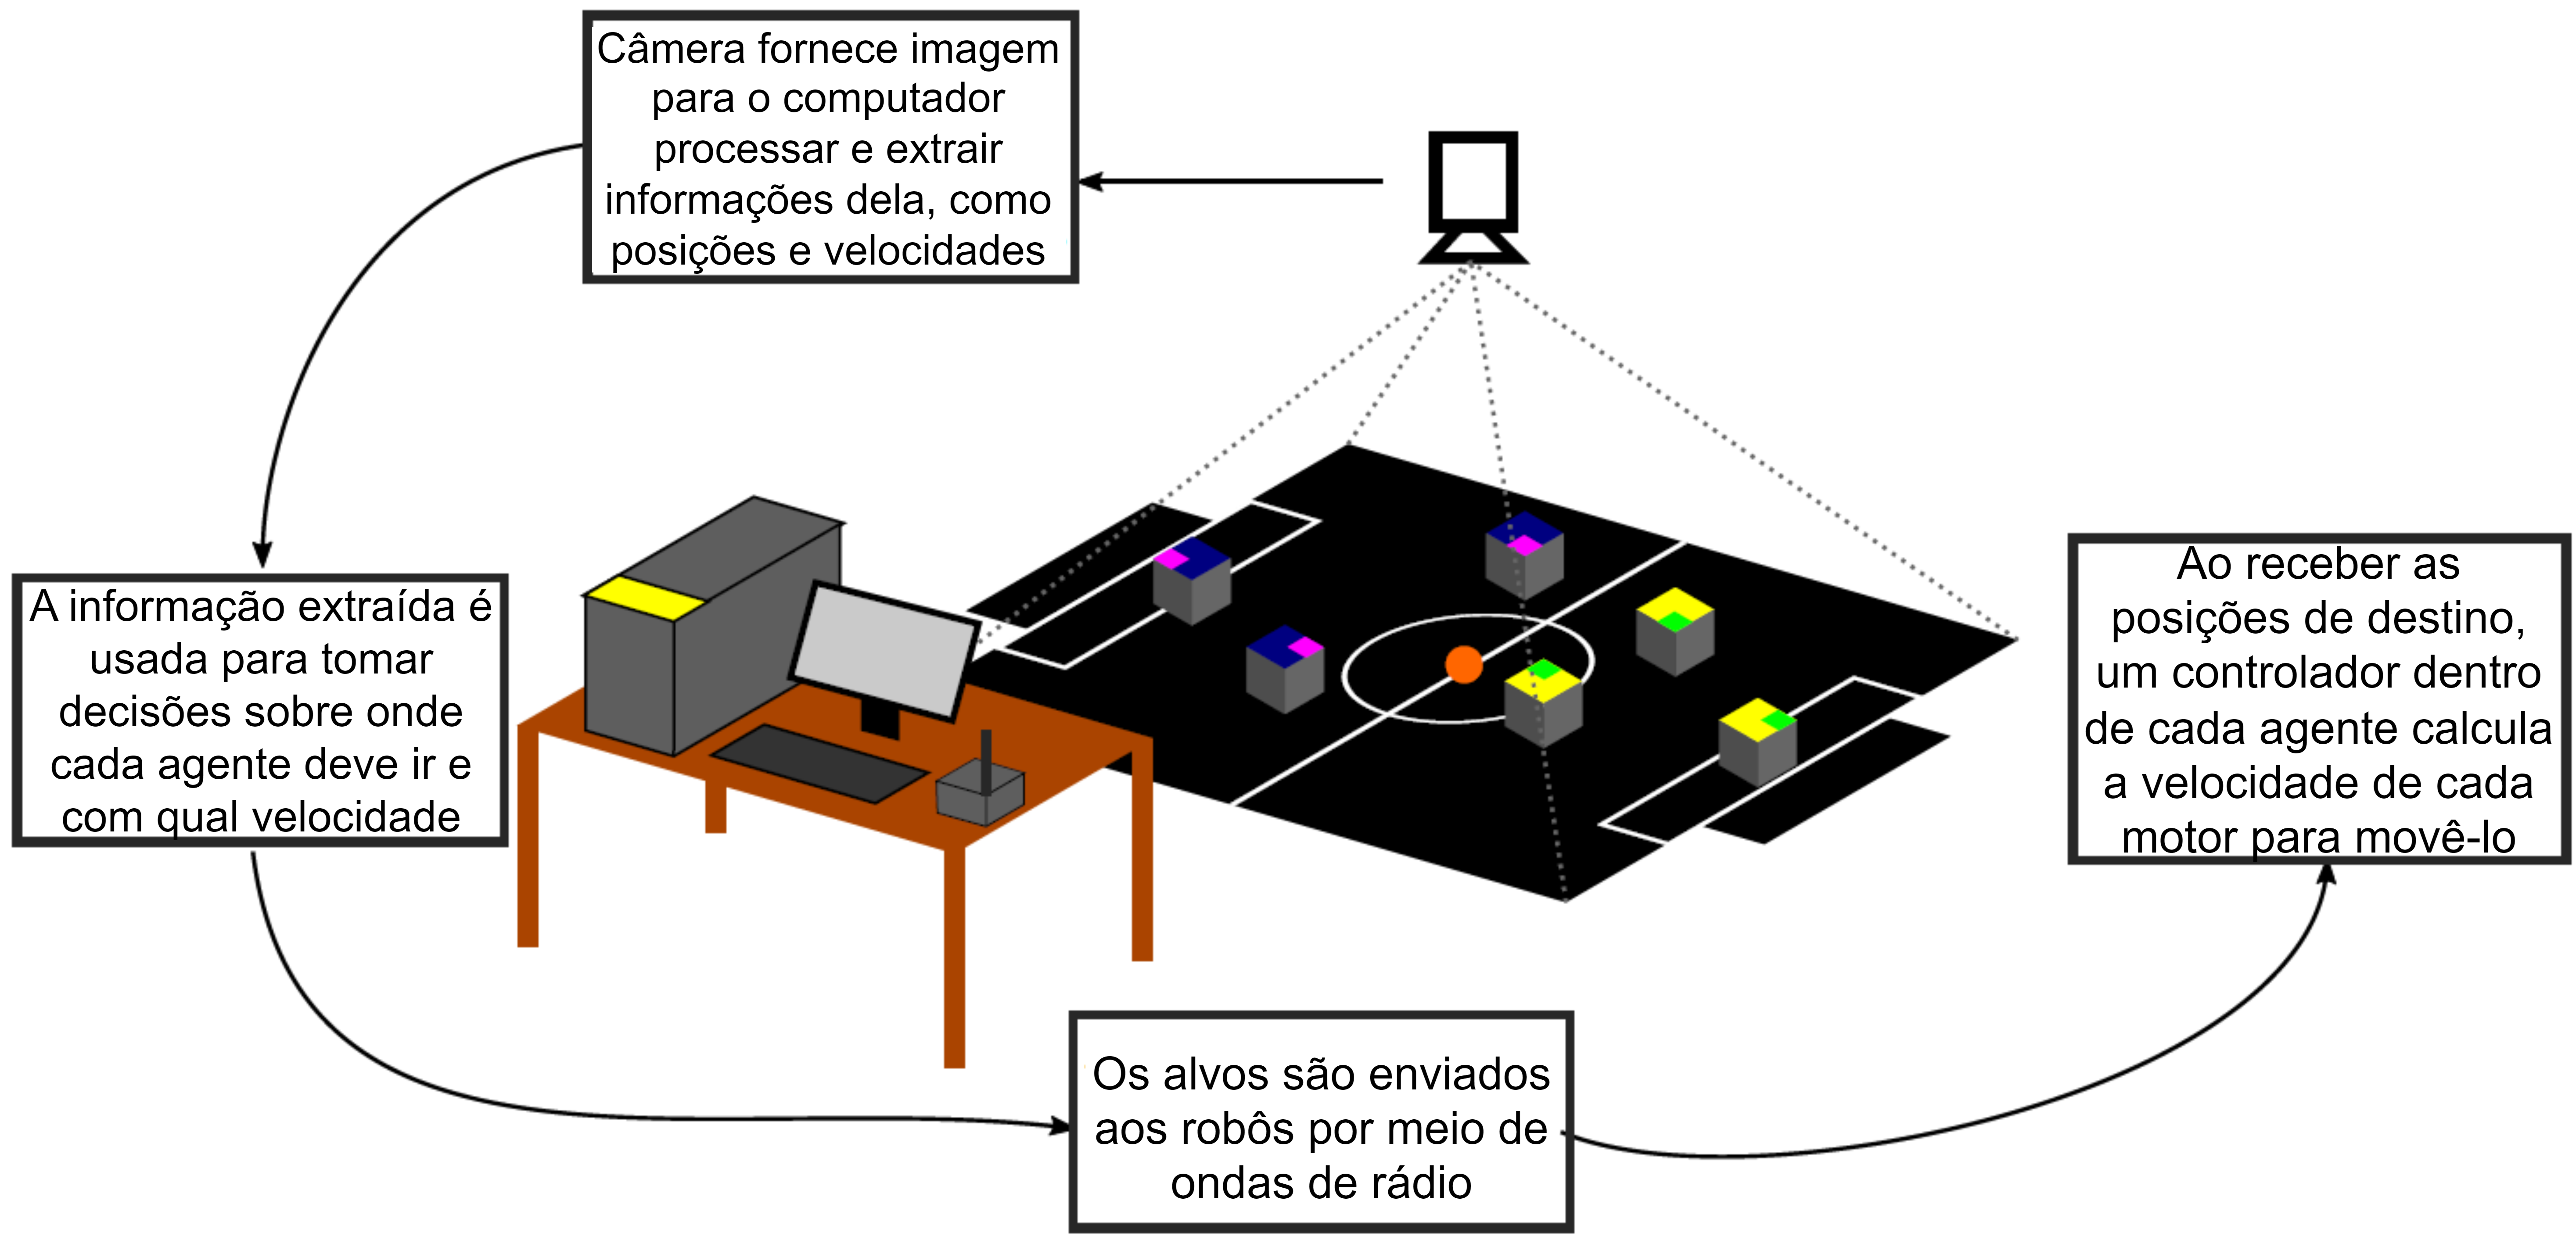 Câmera fornece imagem
para o computador
processar e extrair
informações dela, como
posições e velocidades
A informação extraída é
usada para tomar
decisões sobre onde
cada agente deve ir e
com qual velocidade
Os alvos são enviados
aos robôs por meio de
ondas de rádio
Ao receber as
posições de destino,
um controlador dentro
de cada agente calcula
a velocidade de cada
motor para movê-lo